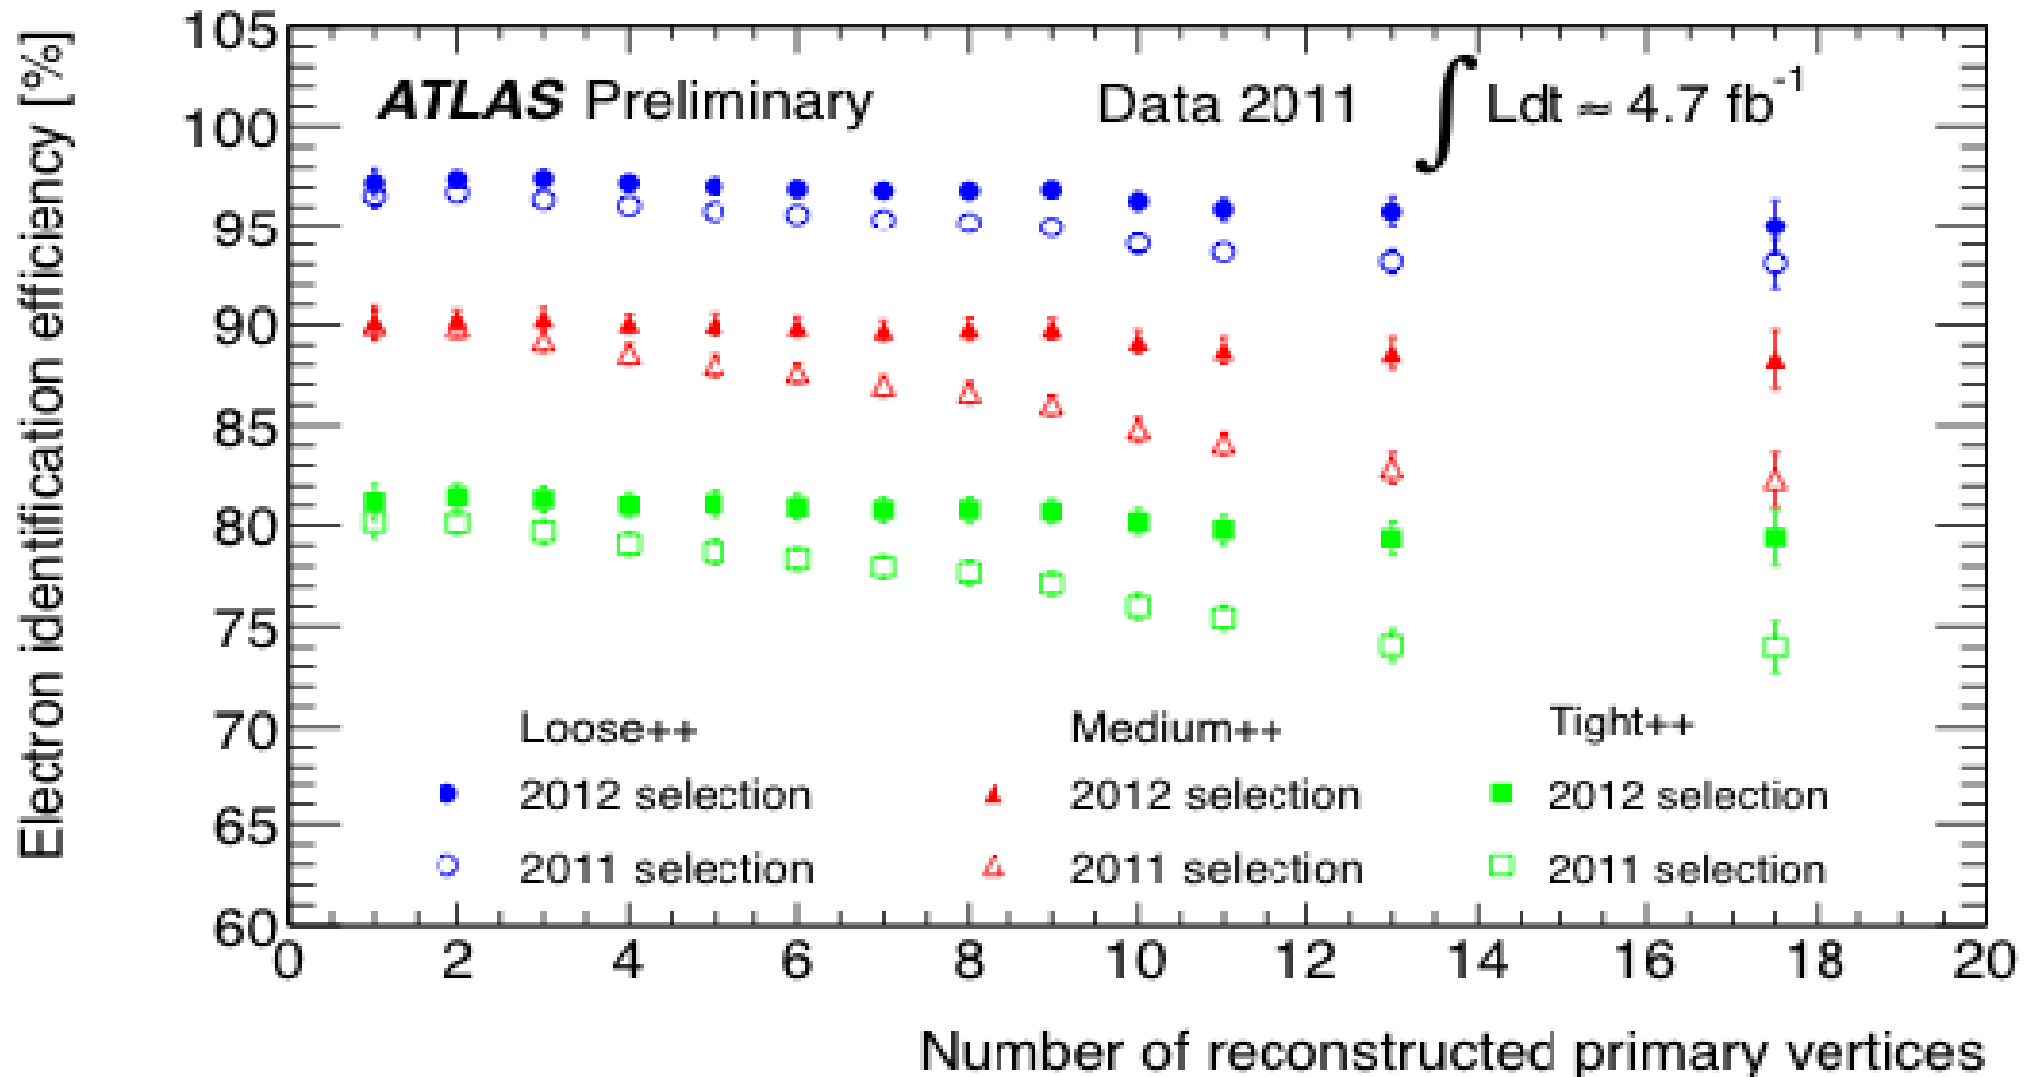 Electron identification efficiency [%]
105
100
95
90
85
80
75
70
65
60
ATLAS Preliminary
Data 2011 ∫ Ldt ≈ 4.7 fb⁻¹
Loose++ Medium++ Tight++
2012 selection 2012 selection 2012 selection
2011 selection 2011 selection 2011 selection
0 2 4 6 8 10 12 14 16 18 20
Number of reconstructed primary vertices